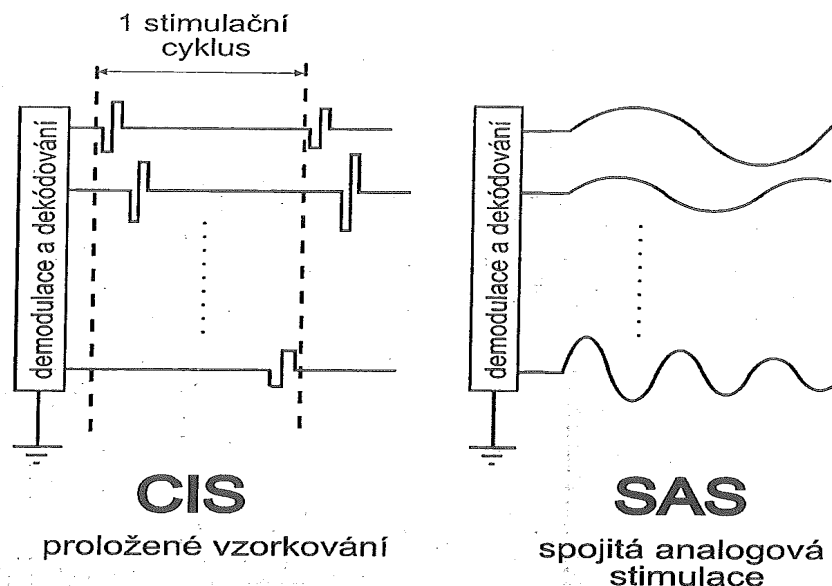 1 stimulační
cyklus
demodulace a dekódování
demodulace a dekódování
CIS
proložené vzorkování
SAS
spojitá analogová
stimulace